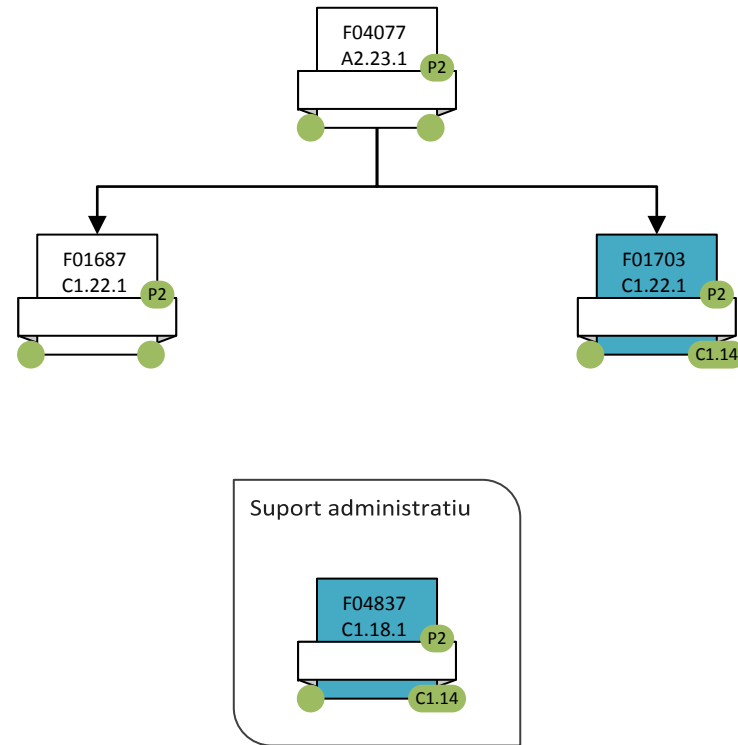 F04077
A2.23.1
P2
F01687
C1.22.1
P2
F01703
C1.22.1
P2
C1.14
Suport administratiu
F04837
C1.18.1
P2
C1.14